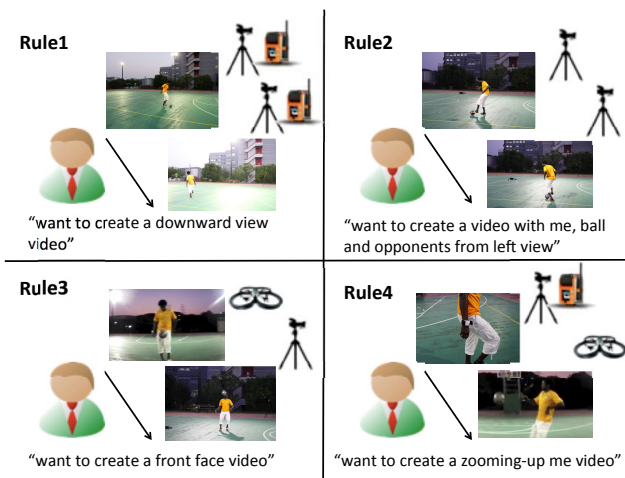 Rule1
"want to create a downward view
video"
Rule2
"want to create a video with me, ball
and opponents from left view"
Rule3
"want to create a front face video"
Rule4
"want to create a zooming-up me video"